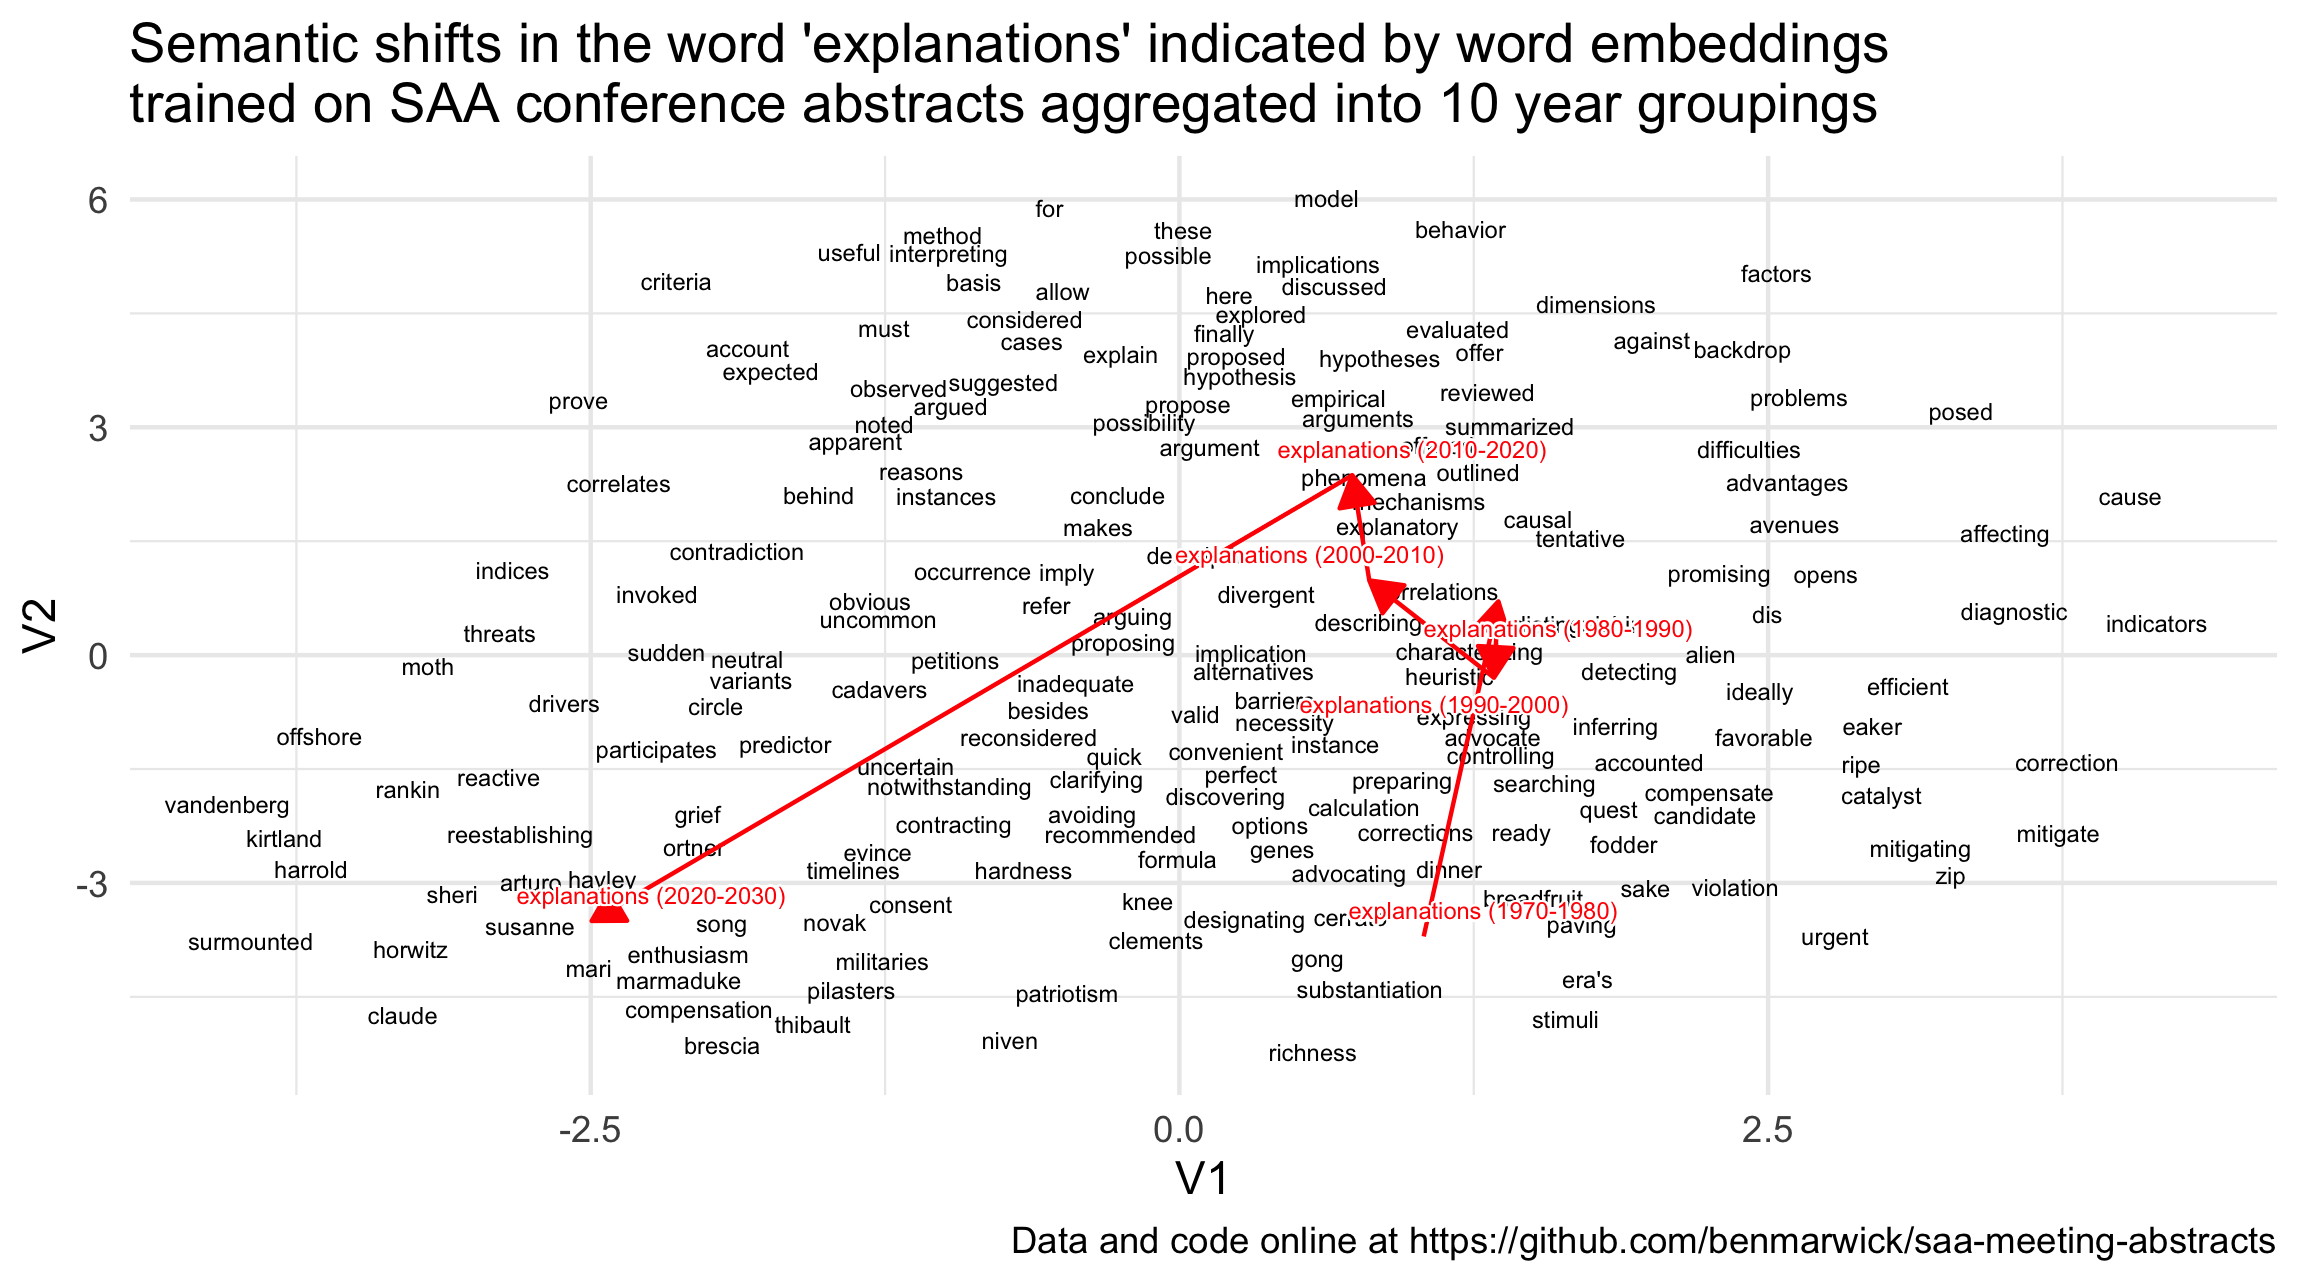 Semantic shifts in the word 'explanations' indicated by word embeddings
trained on SAA conference abstracts aggregated into 10 year groupings
6
model
for
these
behavior
method
useful
interpreting
possible
implications
factors
criteria
basis
discussed
allow
here
dimensions
explored
considered
must
evaluated
finally
against
cases
account
backdrop
offer
explain
proposed
hypotheses
expected
hypothesis
observed
suggested
reviewed
problems
empirical
prove
argued
propose
posed
arguments
noted
possibility
summarized
3
apparent
argument
explanations (2010-2020)
difficulties
reasons
outlined
phenomena
correlates
advantages
behind
instances
conclude
cause
mechanisms
makes
explanatory
causal
avenues
tentative
affecting
contradiction
explanations (2000-2010)
indices
occurrence
imply
promising
opens
invoked
divergent
correlations
obvious
refer
uncommon
arguing
dis
diagnostic
describing
indicators
explanations (1980-1990)
threats
proposing
V2
0
sudden
neutral
petitions
implication
characterizing
alien
moth
variants
alternatives
heuristic
detecting
cadavers
inadequate
ideally
efficient
drivers
circle
besides
valid
barriers
explanations (1990-2000)
necessity
expressing
inferring
eaker
offshore
participates
predictor
reconsidered
convenient
instance
advocate
favorable
quick
controlling
uncertain
accounted
ripe
correction
reactive
rankin
notwithstanding
clarifying
perfect
preparing
searching
vandenberg
discovering
compensate
catalyst
grief
avoiding
calculation
quest
candidate
kirtland
reestablishing
contracting
recommended
options
corrections
ready
mitigate
ortner
evince
formula
genes
fodder
mitigating
harrold
timelines
hardness
advocating
dinner
zip
-3
sheri
arturo
hayley
explanations (2020-2030)
consent
knee
breadfruit
sake
violation
explanations (1970-1980)
susanne
song
novak
designating
paving
surmounted
horwitz
clements
urgent
enthusiasm
mari
militaries
gong
marmaduke
pilasters
patriotism
substantiation
era's
claude
compensation
thibault
stimuli
brescia
niven
richness
-2.5
0.0
2.5
V1
Data and code online at https://github.com/benmarwick/saa-meeting-abstracts